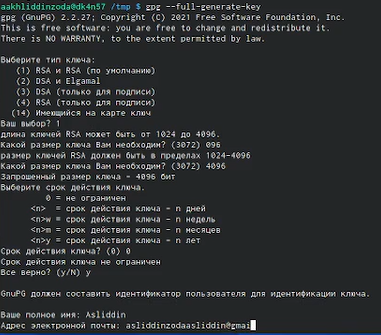 aakhliddinzoda@dk4n57 /tmp $ gpg --full-generate-key
gpg (GnuPG) 2.2.27; Copyright (C) 2021 Free Software Foundation, Inc.
This is free software: you are free to change and redistribute it.
There is NO WARRANTY, to the extent permitted by law.

Выберите тип ключа:
(1) RSA и RSA (по умолчанию)
(2) DSA и Elgamal
(3) DSA (только для подписи)
(4) RSA (только для подписи)
(14) Имеющийся на карте ключ
Ваш выбор? 1
длина ключей RSA может быть от 1024 до 4096.
Какой размер ключа Вам необходим? (3072) 096
размер ключей RSA должен быть в пределах 1024-4096
Какой размер ключа Вам необходим? (3072) 4096
Запрошенный размер ключа - 4096 бит
Выберите срок действия ключа.
0 = не ограничен
<n> = срок действия ключа - n дней
<n>w = срок действия ключа - n недель
<n>m = срок действия ключа - n месяцев
<n>y = срок действия ключа - n лет
Срок действия ключа? (0) 0
Срок действия ключа не ограничен
Все верно? (y/N) y

GnuPG должен составить идентификатор пользователя для идентификации ключа.

Ваше полное имя: Asliddin
Адрес электронной почты: asliddinzodaasliddin@gmai